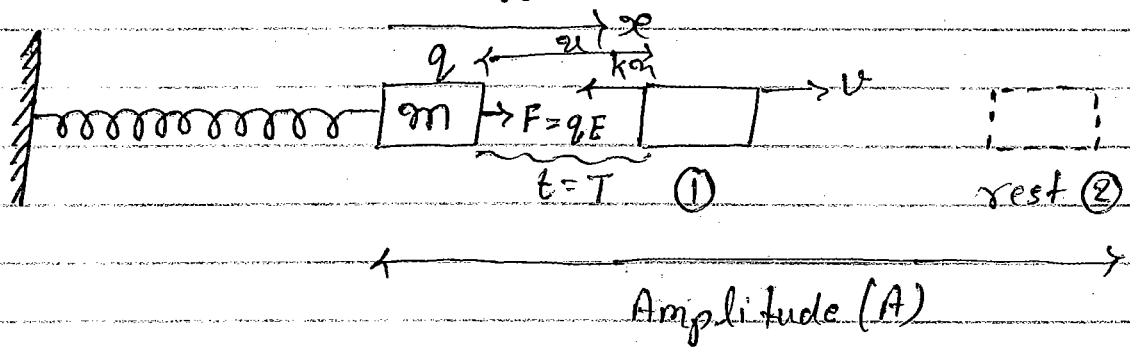 x
q x
kx
m F = qE v
t = T ① rest ②
Amplitude (A)